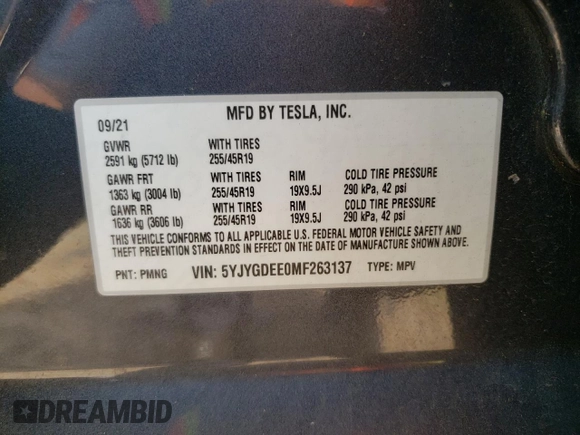 MFD BY TESLA, INC.
09/21
GVWR WITH TIRES
2591 kg (5712 lb) 255/45R19
GAWR FRT WITH TIRES RIM COLD TIRE PRESSURE
1363 kg (3004 lb) 255/45R19 19X9.5J 290 kPa, 42 psi
GAWR RR WITH TIRES RIM COLD TIRE PRESSURE
1636 kg (3606 lb) 255/45R19 19X9.5J 290 kPa, 42 psi
THIS VEHICLE CONFORMS TO ALL APPLICABLE U.S. FEDERAL MOTOR VEHICLE SAFETY AND
THEFT PREVENTION STANDARDS IN EFFECT ON THE DATE OF MANUFACTURE SHOWN ABOVE.
PNT: PMNG VIN: 5YJYGDEE0MF263137 TYPE: MPV
DREAMBID